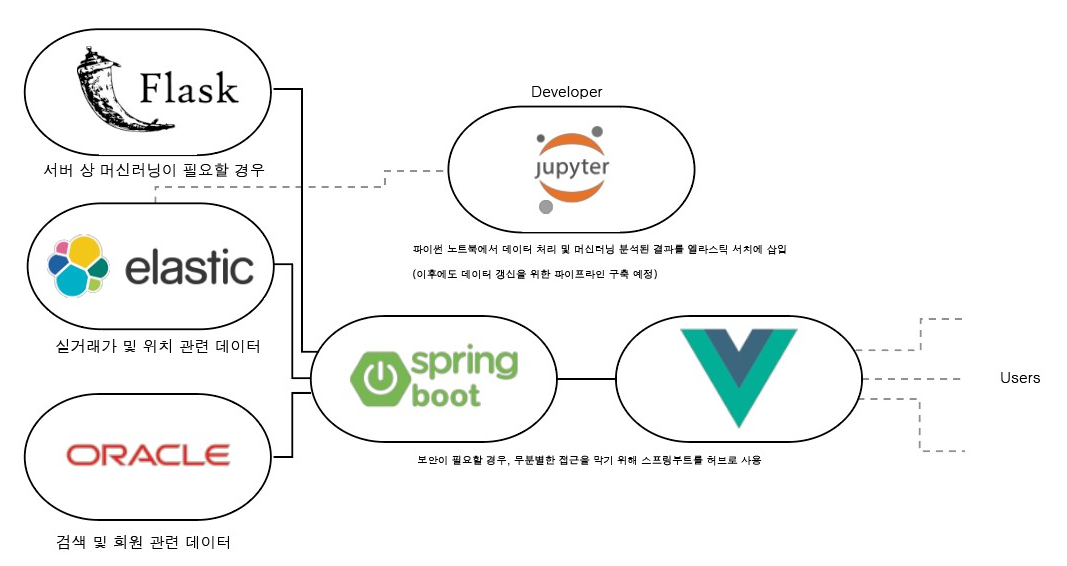 Flask
서버 상 머신러닝이 필요할 경우
Developer
jupyter
파이썬 노트북에서 데이터 처리 및 머신러닝 분석된 결과를 엘라스틱 서치에 삽입
(이후에도 데이터 갱신을 위한 파이프라인 구축 예정)
elastic
실거래가 및 위치 관련 데이터
spring
boot
보안이 필요할 경우, 무분별한 접근을 막기 위해 스프링부트를 허브로 사용
Users
ORACLE
검색 및 회원 관련 데이터